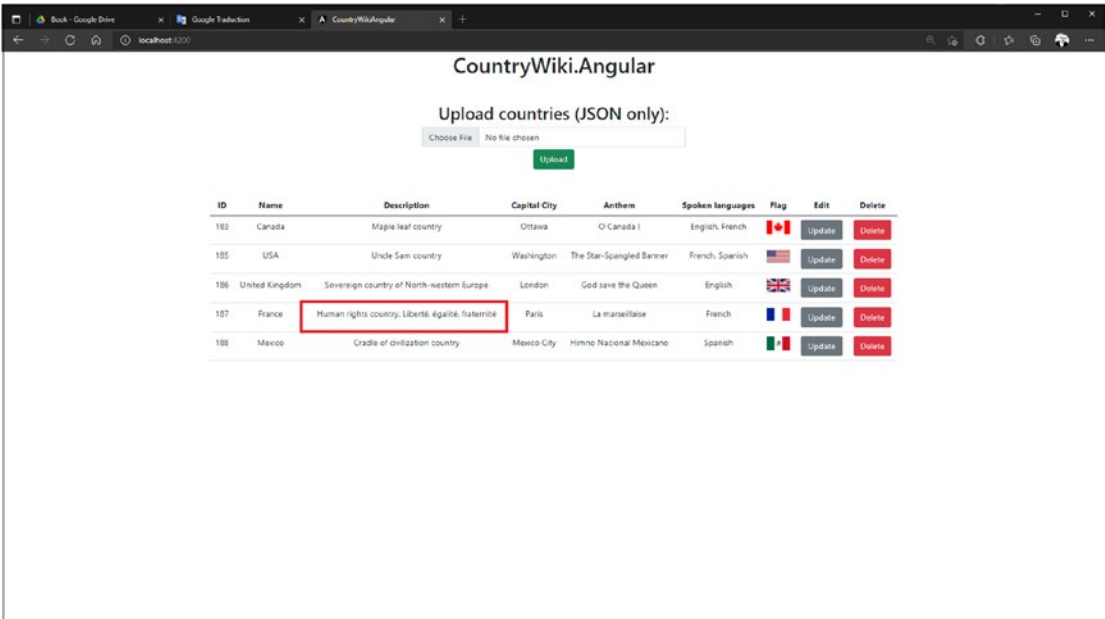 Book - Google Drive
Google Traduction
CountryWikiAngular
localhost:4200
CountryWiki.Angular
Upload countries (JSON only):
Choose File No file chosen
Upload
ID Name Description Capital City Anthem Spoken languages Flag Edit Delete
183 Canada Maple leaf country Ottawa O Canada ! English, French Update Delete
185 USA Uncle Sam country Washington The Star-Spangled Banner French, Spanish Update Delete
186 United Kingdom Sovereign country of North-western Europe London God save the Queen English Update Delete
187 France Human rights country. Liberté, égalité, fraternité Paris La marseillaise French Update Delete
188 Mexico Cradle of civilization country Mexico City Himno Nacional Mexicano Spanish Update Delete